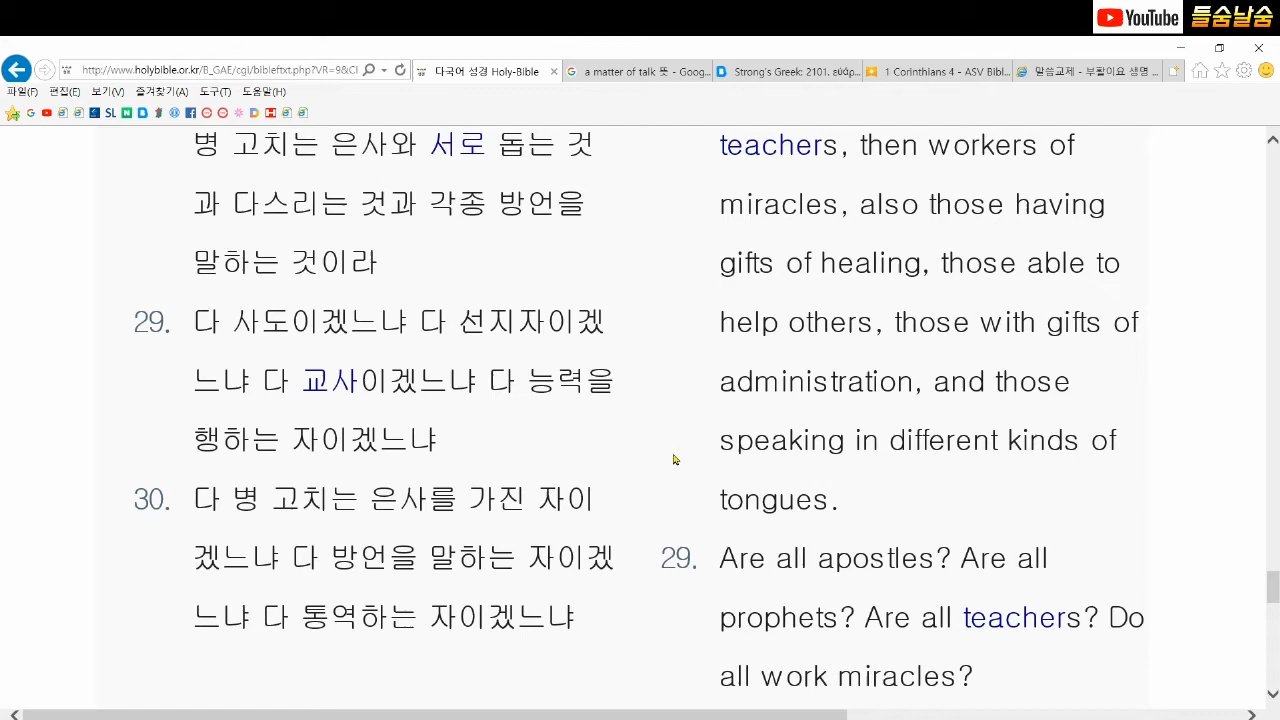 YouTube 들숨날숨
http://www.holybible.or.kr/B_GAE/cgi/bibleftxt.php?VR=9&CI
다국어 성경 Holy-Bible
a matter of talk 뜻 - Goog...
Strong's Greek: 2101. εὐάρ...
1 Corinthians 4 - ASV Bibl...
말씀교제 - 부활이요 생명 ...
파일(F) 편집(E) 보기(V) 즐겨찾기(A) 도구(T) 도움말(H)
병 고치는 은사와 서로 돕는 것
과 다스리는 것과 각종 방언을
말하는 것이라
29. 다 사도이겠느냐 다 선지자이겠
느냐 다 교사이겠느냐 다 능력을
행하는 자이겠느냐
30. 다 병 고치는 은사를 가진 자이
겠느냐 다 방언을 말하는 자이겠
느냐 다 통역하는 자이겠느냐
teachers, then workers of
miracles, also those having
gifts of healing, those able to
help others, those with gifts of
administration, and those
speaking in different kinds of
tongues.
29. Are all apostles? Are all
prophets? Are all teachers? Do
all work miracles?